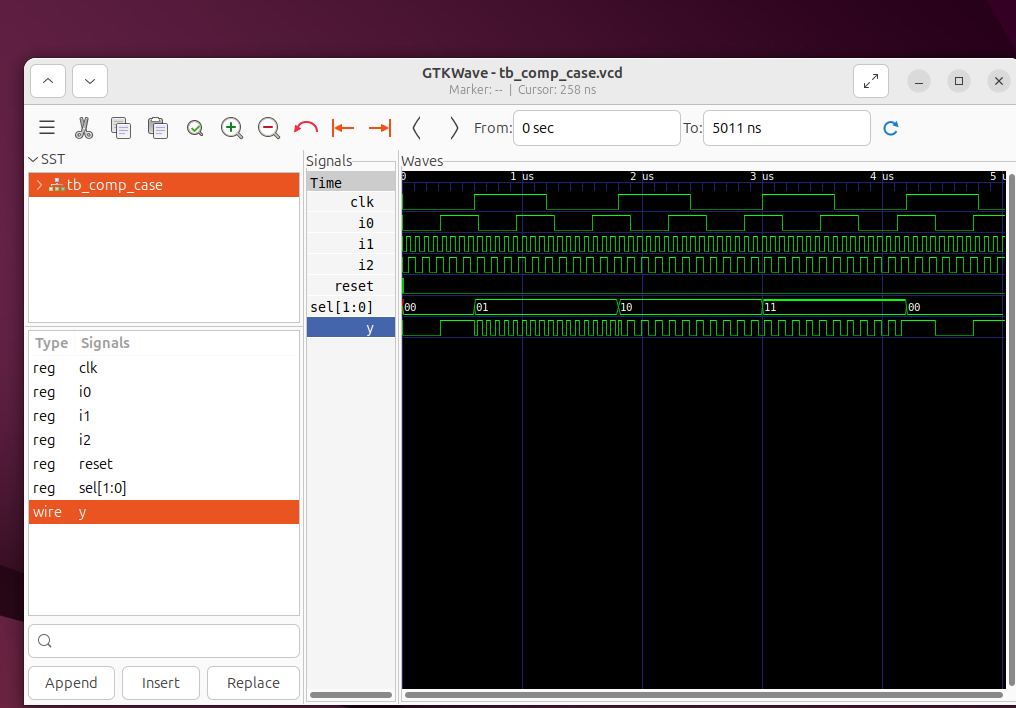 GTKWave - tb_comp_case.vcd
Marker: -- | Cursor: 258 ns
From: 0 sec To: 5011 ns
SST
tb_comp_case
Type Signals
reg clk
reg i0
reg i1
reg i2
reg reset
reg sel[1:0]
wire y
Append Insert Replace
Signals
Time
clk
i0
i1
i2
reset
sel[1:0]
y
Waves
0 1 us 2 us 3 us 4 us 5 u
00 01 10 11 00